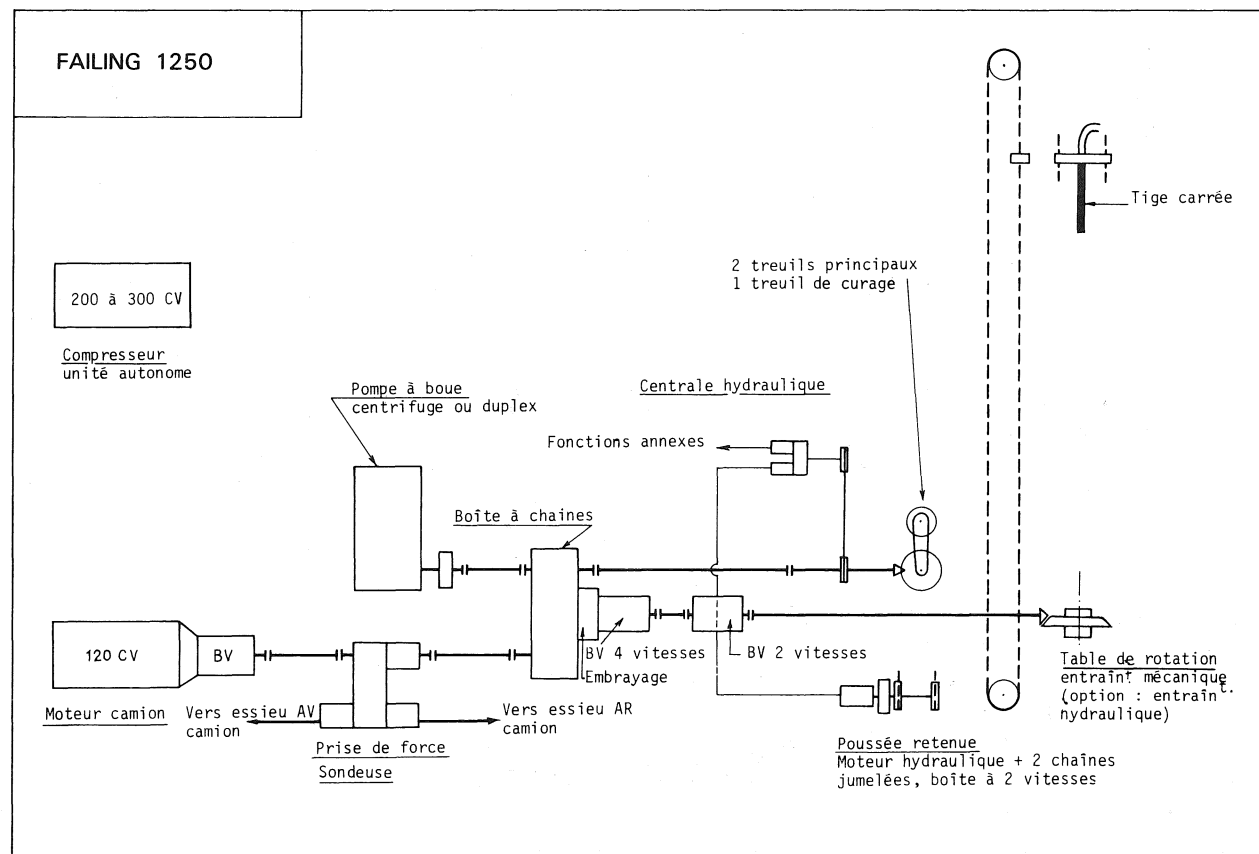 FAILING 1250
Tige carrée
2 treuils principaux
1 treuil de curage
200 à 300 CV
Compresseur
unité autonome
Pompe à boue
centrifuge ou duplex
Centrale hydraulique
Fonctions annexes
Boîte à chaines
BV 4 vitesses
BV 2 vitesses
Embrayage
120 CV
BV
Moteur camion
Vers essieu AV
camion
Vers essieu AR
camion
Prise de force
Sondeuse
Table de rotation
entraînt mécanique
(option : entraînt.
hydraulique)
Poussée retenue
Moteur hydraulique + 2 chaînes
jumelées, boîte à 2 vitesses